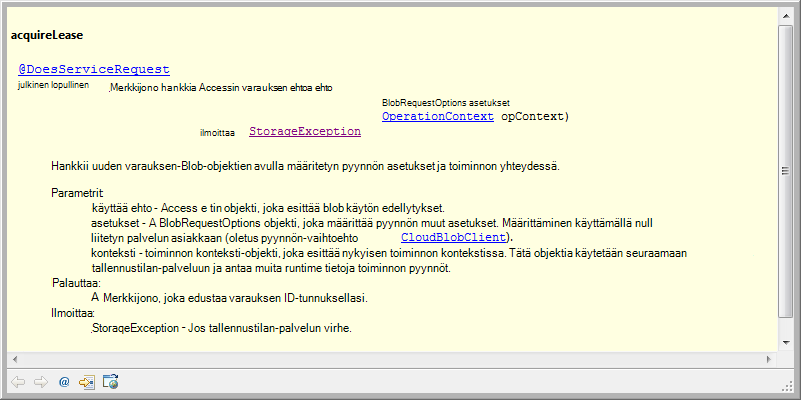 acquireLease
@DoesServiceRequest
julkinen lopullinen Merkkijono hankkia Accessin varauksen ehtoa ehto
BlobRequestOptions asetukset
OperationContext opContext)
ilmoittaa StorageException
Hankkii uuden varauksen-Blob-objektien avulla määritetyn pyynnön asetukset ja toiminnon yhteydessä.
Parametrit:
käyttää ehto - Access e tin objekti, joka esittää blob käytön edellytykset.
asetukset - A BlobRequestOptions objekti, joka määrittää pyynnön muut asetukset. Määrittäminen käyttämällä null
liitetyn palvelun asiakkaan (oletus pyynnön-vaihtoehto CloudBlobClient).
konteksti - toiminnon konteksti-objekti, joka esittää nykyisen toiminnon kontekstissa. Tätä objektia käytetään seuraamaan
tallennustilan-palveluun ja antaa muita runtime tietoja toiminnon pyynnöt.
Palauttaa:
A Merkkijono, joka edustaa varauksen ID-tunnuksellasi.
Ilmoittaa:
StorageException - Jos tallennustilan-palvelun virhe.